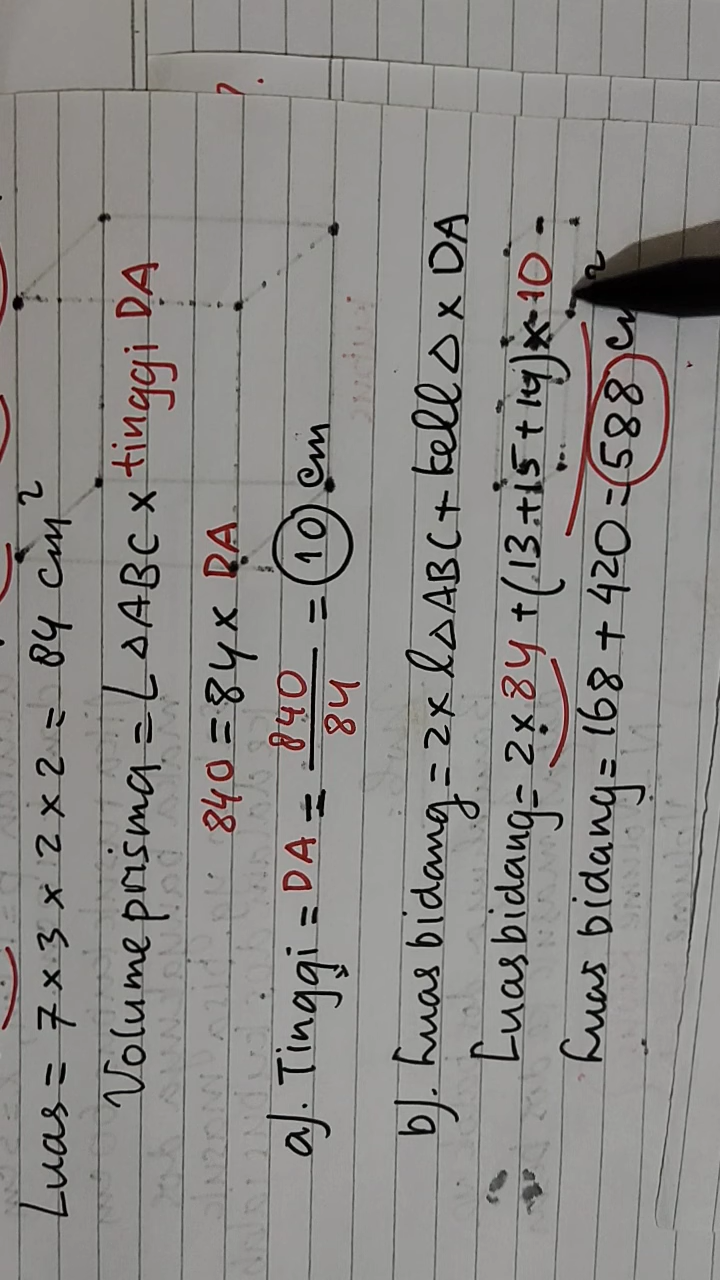 Luas = 7 x 3 x 2 x 2 = 84 cm²
Volume prisma = L△ABC x tinggi DA
840 = 84 x DA
a). Tinggi = DA = 840/84 = 10 cm
b). Luas bidang = 2 x l△ABC + kell△ x DA
Luas bidang = 2 x 84 + (13 + 15 + 14) x 10
Luas bidang = 168 + 420 = 588 cm²